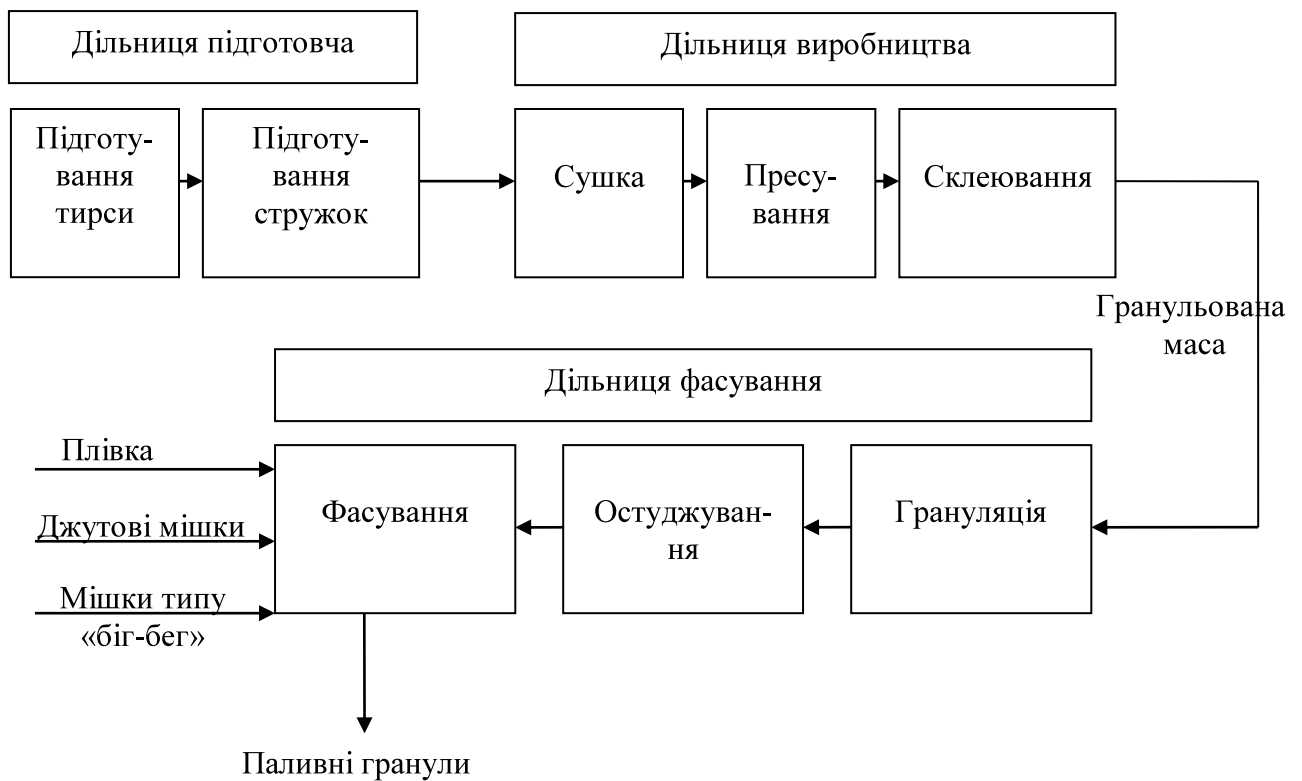 Дільниця підготовча
Дільниця виробництва
Підготу-
вання
тирси
Підготу-
вання
стружок
Сушка
Пресу-
вання
Склеювання
Гранульована
маса
Дільниця фасування
Плівка
Джутові мішки
Мішки типу
«біг-бег»
Фасування
Остуджуван-
ня
Грануляція
Паливні гранули